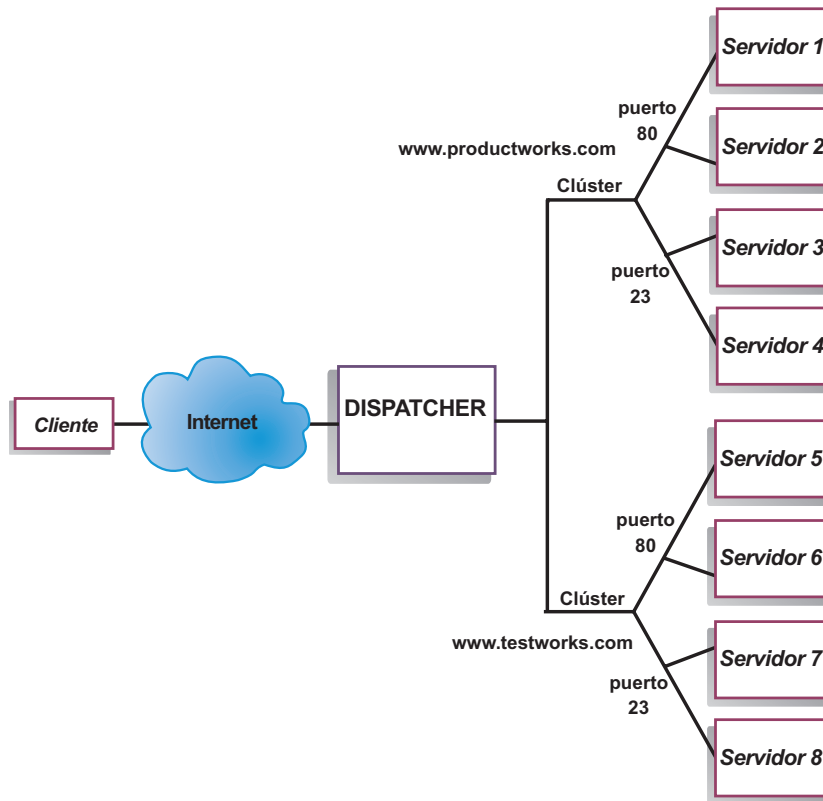 Servidor 1
puerto
80
Servidor 2
www.productworks.com
Clúster
Servidor 3
puerto
23
Servidor 4
Cliente
Internet
DISPATCHER
Servidor 5
puerto
80
Servidor 6
Clúster
www.testworks.com
Servidor 7
puerto
23
Servidor 8